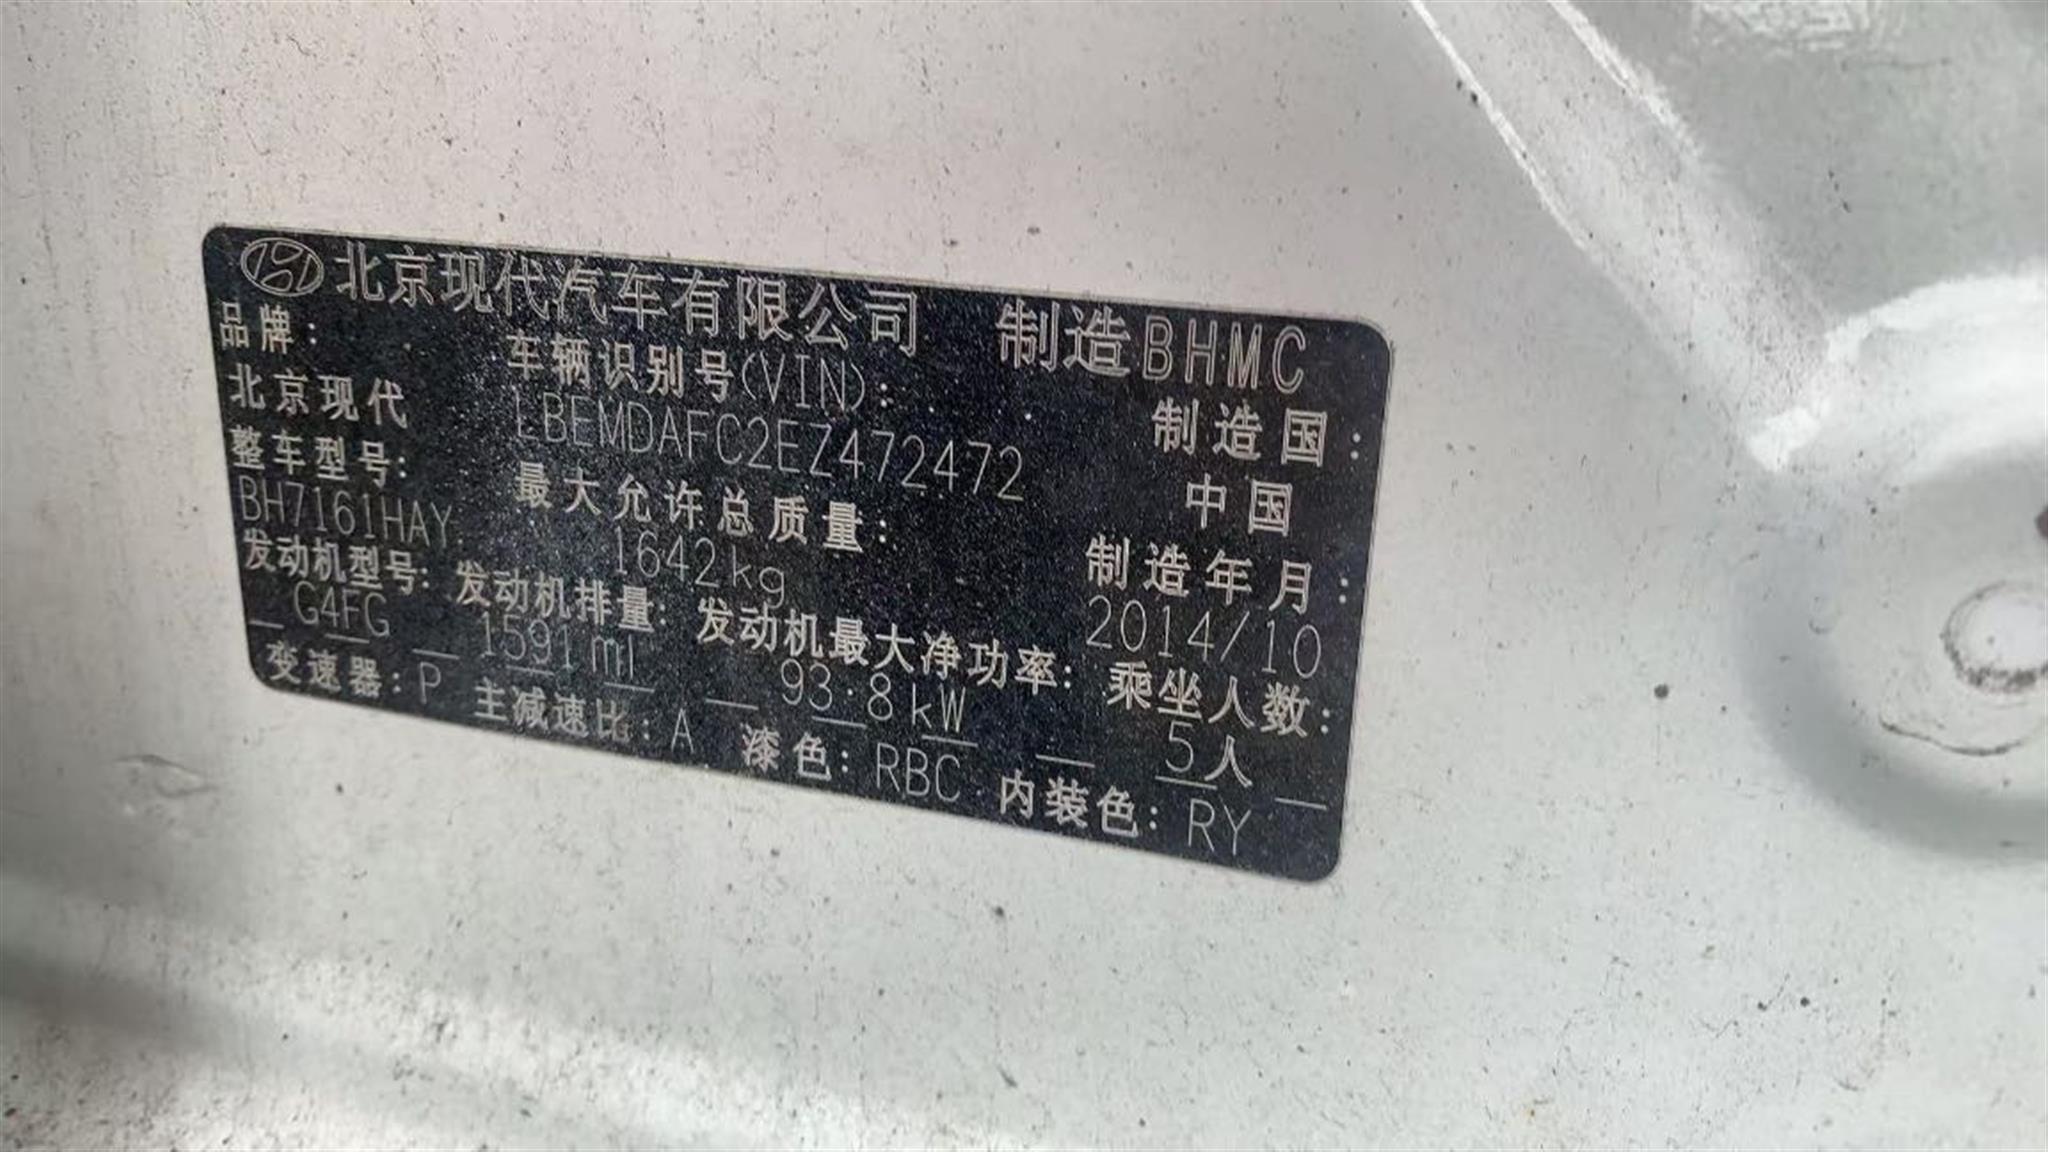 北京现代汽车有限公司 制造BHMC
品牌: 车辆识别号(VIN): 制造国:
北京现代 LBEMDAFC2EZ472472 中国
整车型号: 最大允许总质量: 制造年月:
BH7161HAY 1642kg 2014/10
发动机型号: 发动机排量: 发动机最大净功率: 乘坐人数:
G4FG 1591ml 93.8kW 5人
变速器: P 主减速比: A 漆色: RBC 内装色: RY